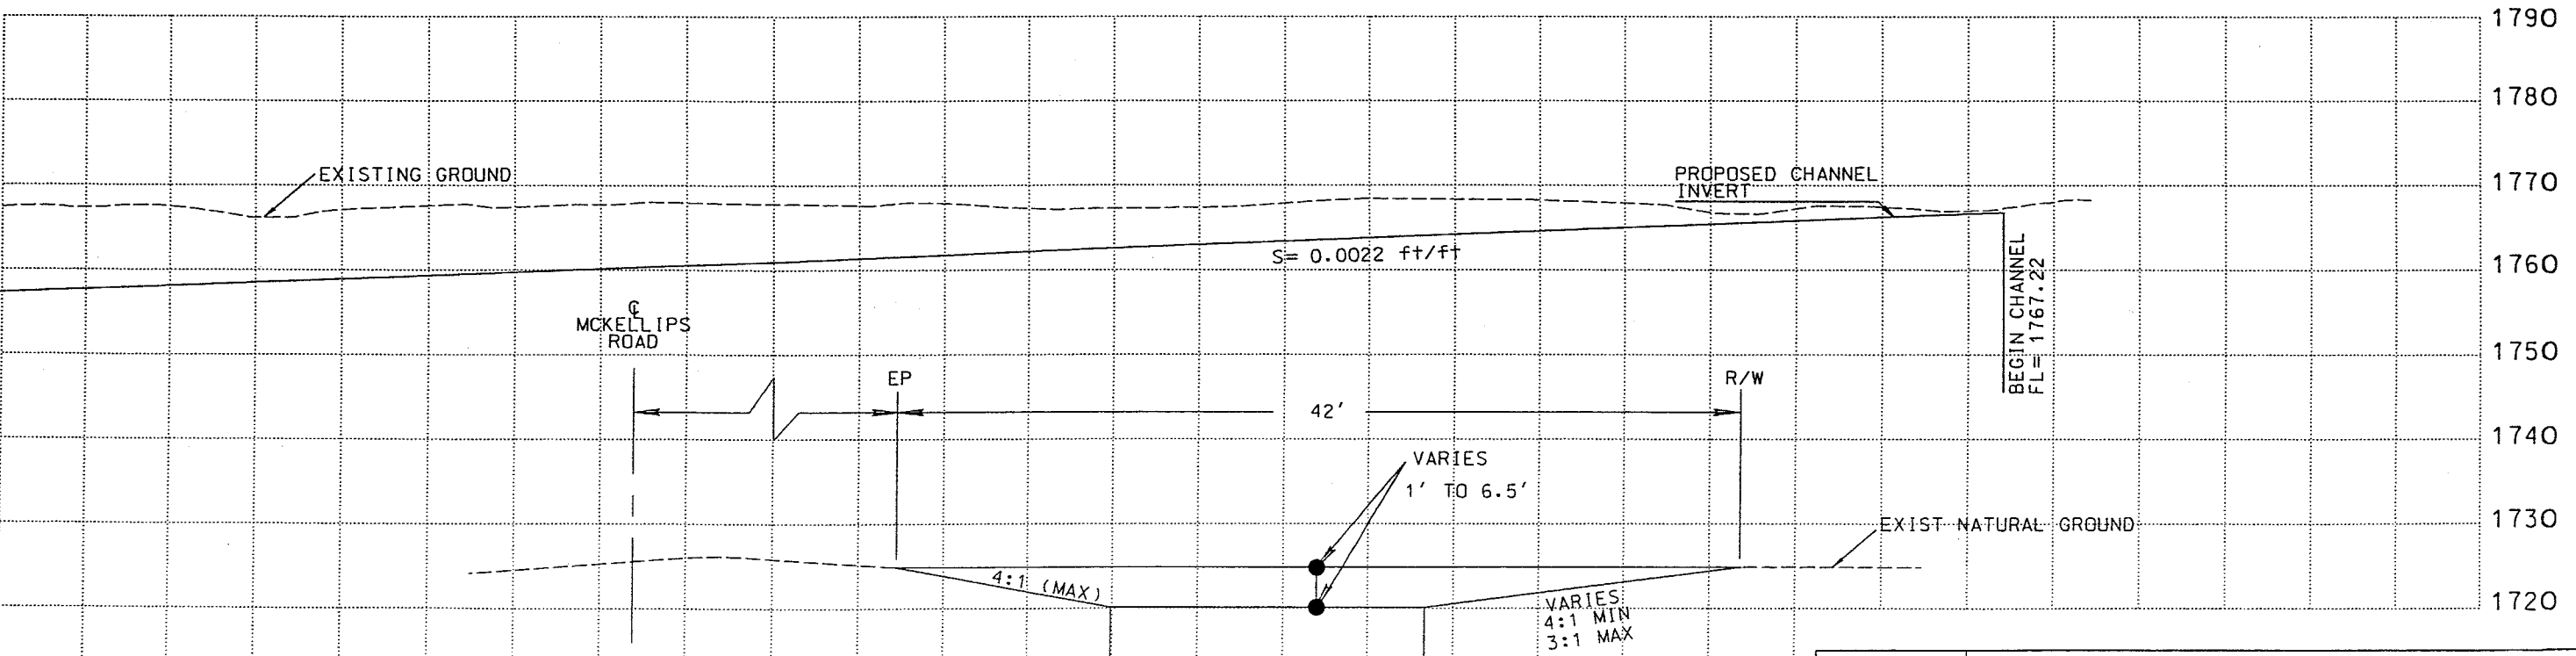 1790
1780
EXISTING GROUND
PROPOSED CHANNEL
INVERT
1770
S= 0.0022 ft/ft
1760
BEGIN CHANNEL
FL= 1767.22
℄
MCKELLIPS
ROAD
1750
EP
R/W
42'
1740
VARIES
1' TO 6.5'
1730
EXIST NATURAL GROUND
4:1 (MAX)
VARIES
4:1 MIN
3:1 MAX
1720